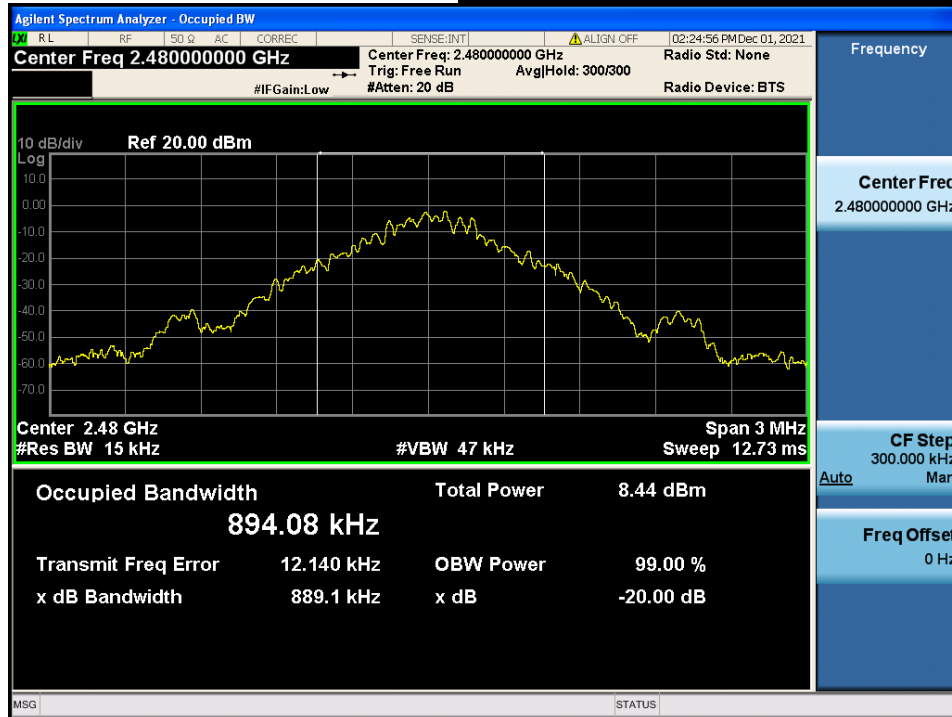 Agilent Spectrum Analyzer - Occupied BW
LXI RL RF 50 Ω AC CORREC SENSE:INT ALIGN OFF 02:24:56 PM Dec 01, 2021
Center Freq 2.480000000 GHz
Center Freq: 2.480000000 GHz
Radio Std: None
Trig: Free Run Avg|Hold: 300/300
#IFGain:Low
#Atten: 20 dB
Radio Device: BTS
Frequency
10 dB/div Ref 20.00 dBm
Log
10.0
0.00
-10.0
-20.0
-30.0
-40.0
-50.0
-60.0
-70.0
Center 2.48 GHz Span 3 MHz
#Res BW 15 kHz #VBW 47 kHz Sweep 12.73 ms
Center Freq
2.480000000 GHz
CF Step
300.000 kHz
Auto Man
Freq Offset
0 Hz
Occupied Bandwidth Total Power 8.44 dBm
894.08 kHz
Transmit Freq Error 12.140 kHz OBW Power 99.00 %
x dB Bandwidth 889.1 kHz x dB -20.00 dB
MSG STATUS